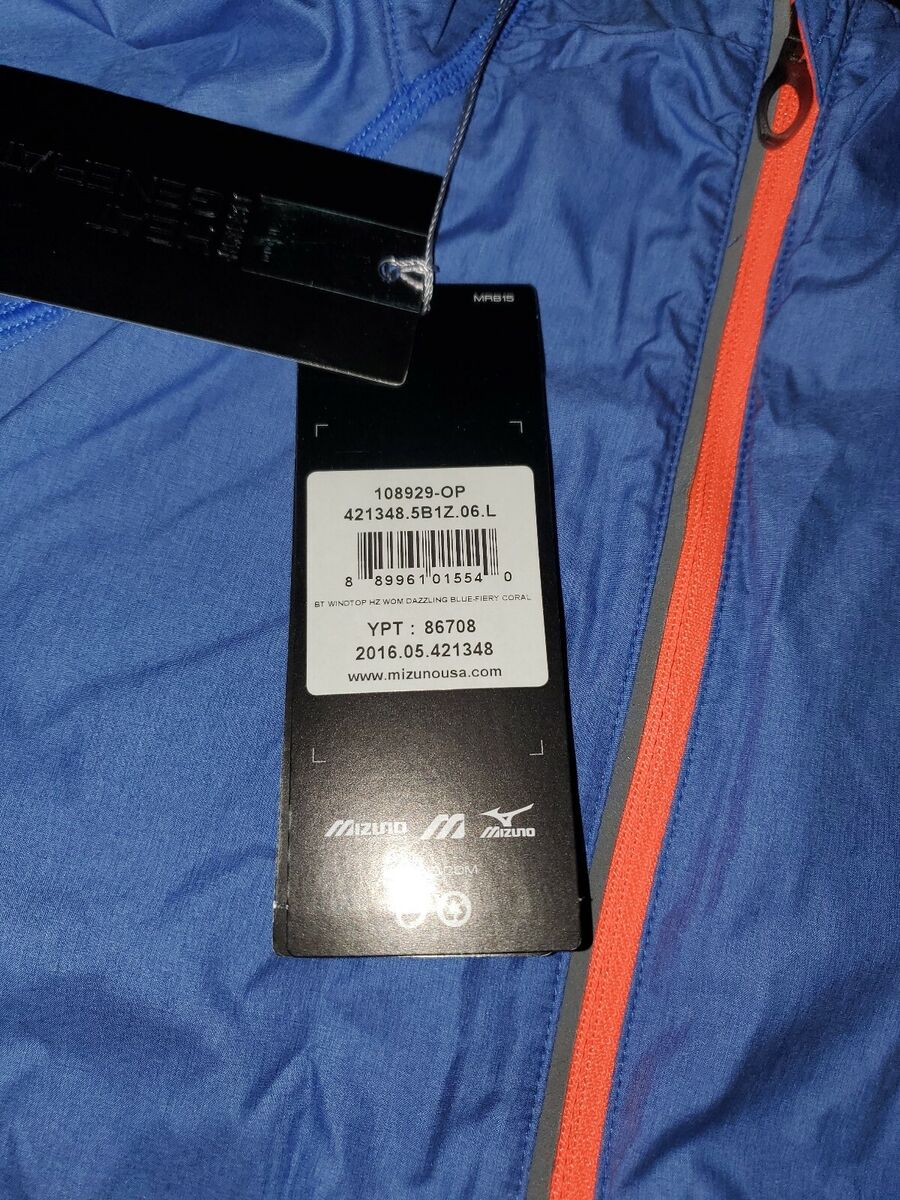 MR615
108929-OP
421348.5B1Z.06.L
8 89961 01554 0
BT WINDTOP HZ WOM DAZZLING BLUE-FIERY CORAL
YPT : 86708
2016.05.421348
www.mizunousa.com
MIZUNO
MIZUNO